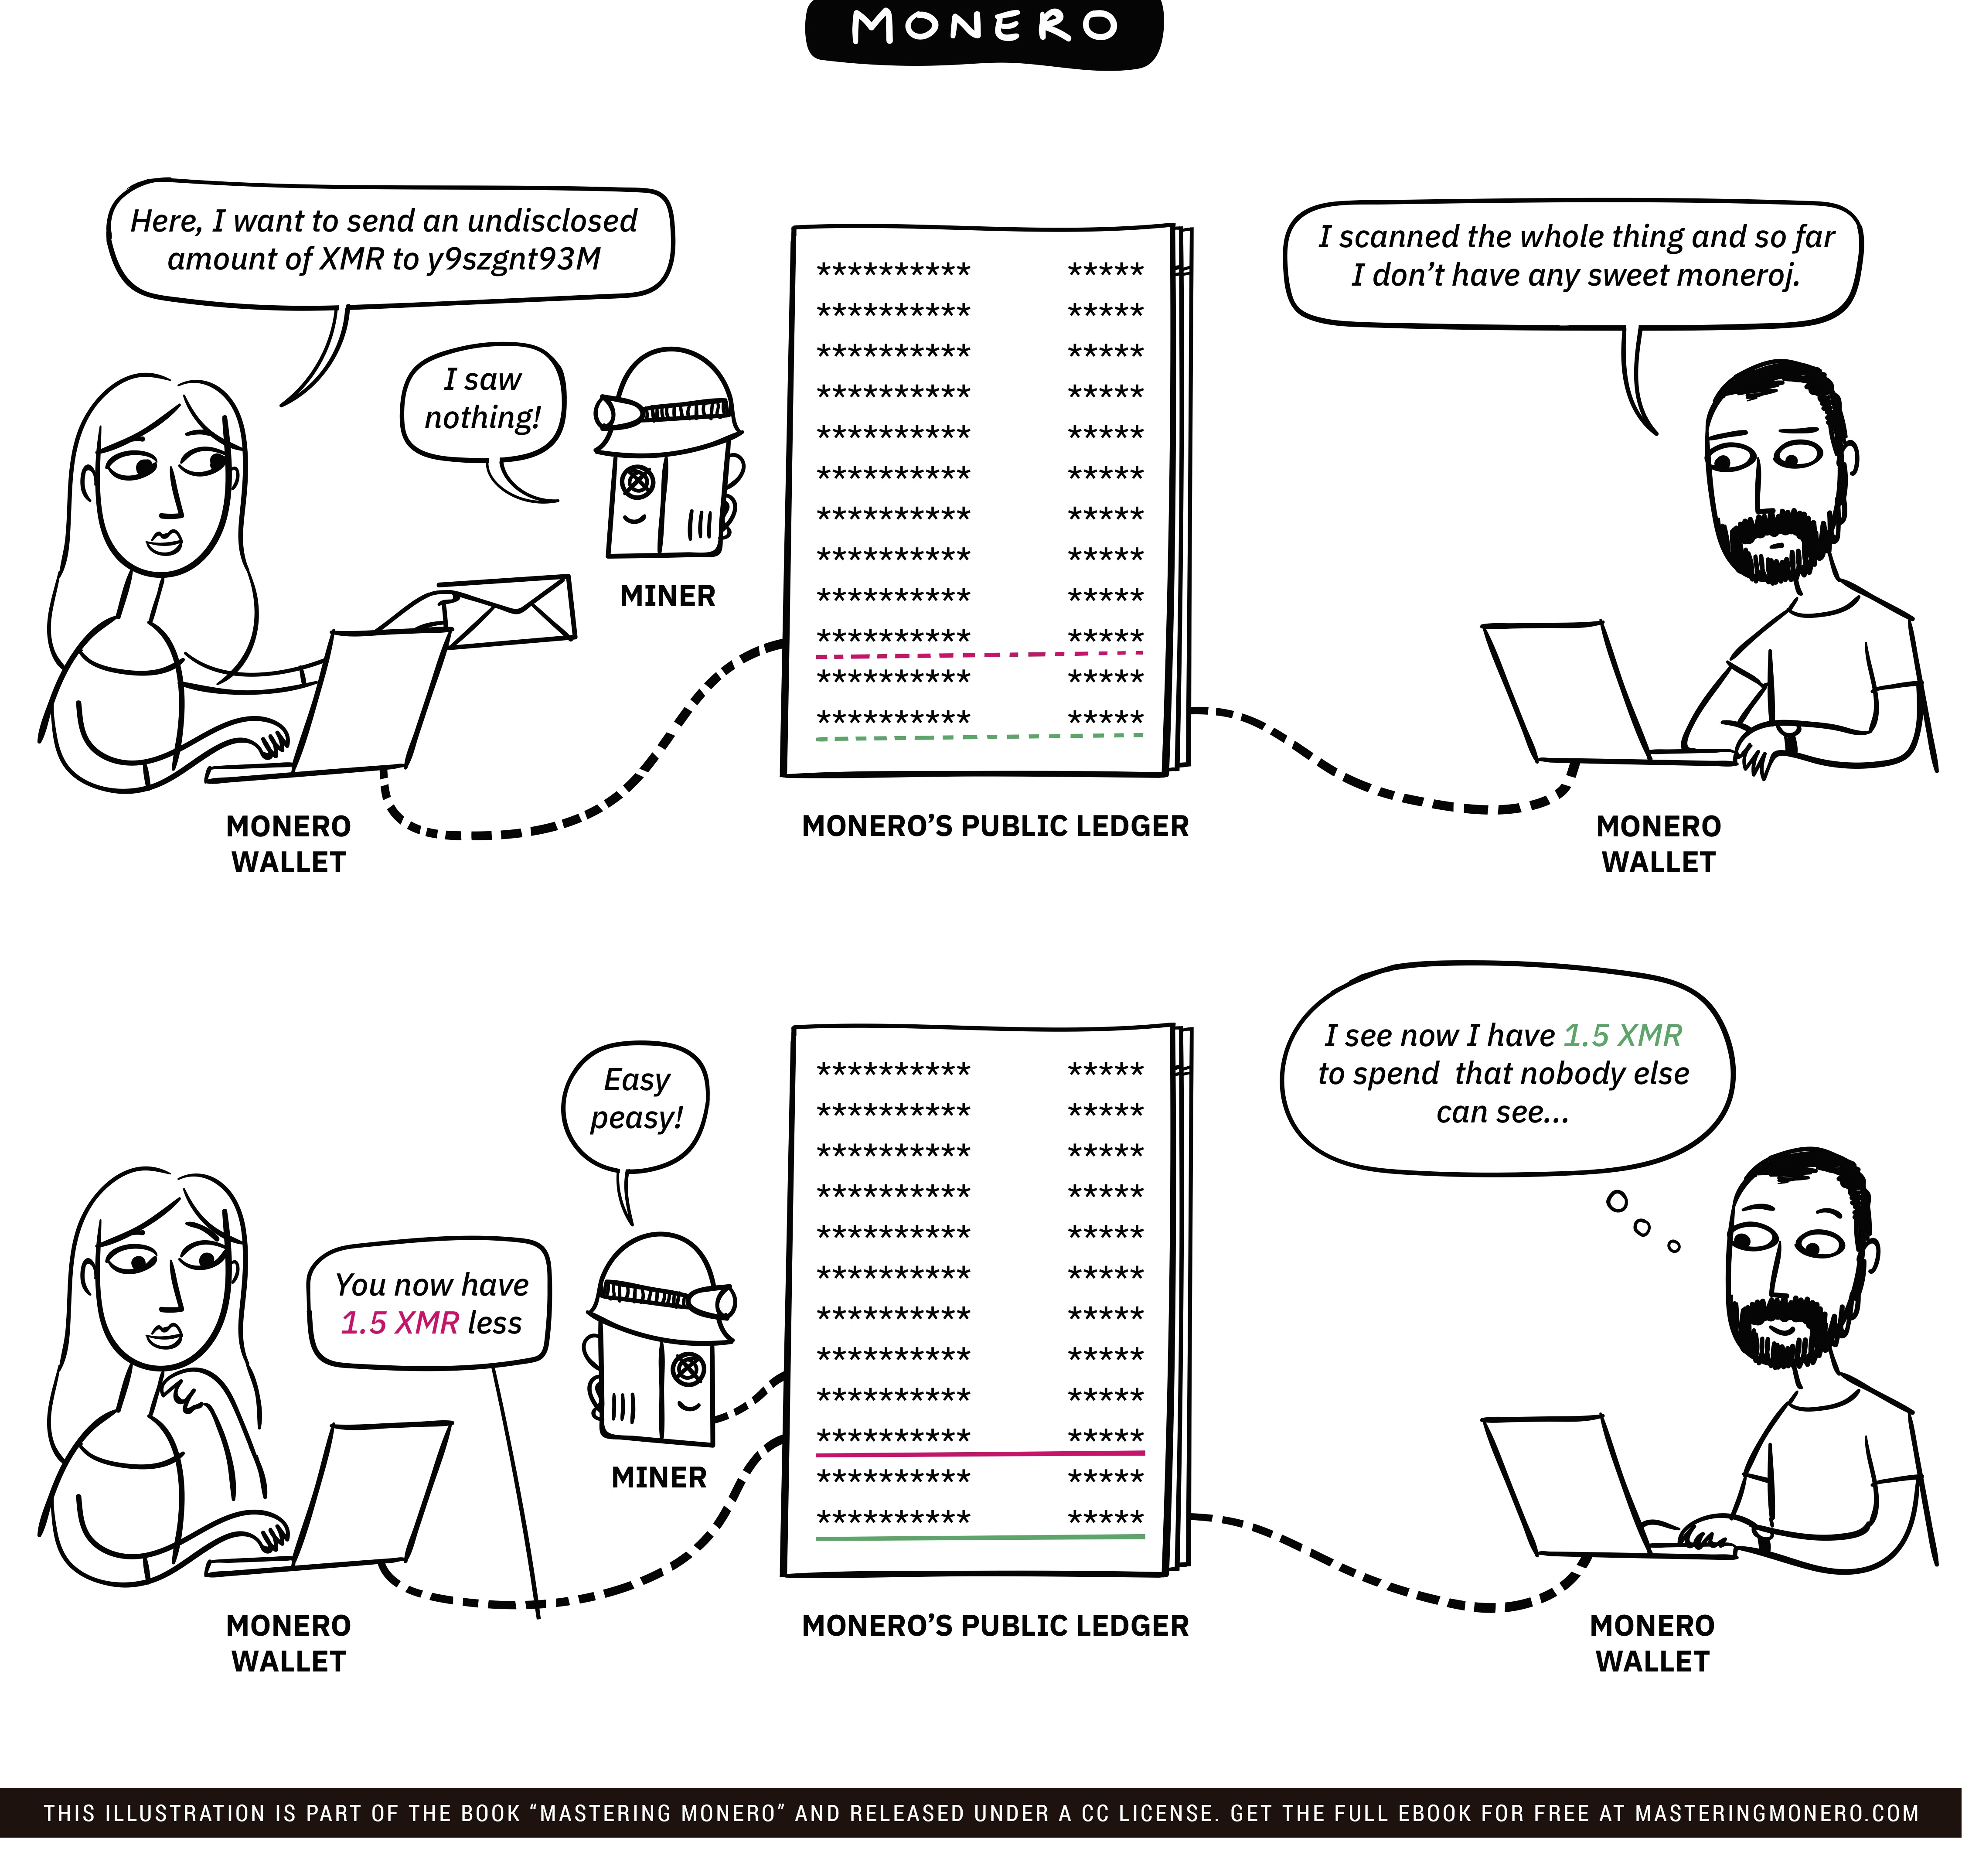 MONERO
Here, I want to send an undisclosed
amount of XMR to y9szgnt93M
I saw
nothing!
MINER
********** *****
********** *****
********** *****
********** *****
********** *****
********** *****
********** *****
********** *****
********** *****
********** *****
********** *****
********** *****
I scanned the whole thing and so far
I don’t have any sweet moneroj.
MONERO
WALLET
MONERO’S PUBLIC LEDGER
MONERO
WALLET
You now have
1.5 XMR less
Easy
peasy!
MINER
********** *****
********** *****
********** *****
********** *****
********** *****
********** *****
********** *****
********** *****
********** *****
********** *****
********** *****
********** *****
I see now I have 1.5 XMR
to spend that nobody else
can see...
MONERO
WALLET
MONERO’S PUBLIC LEDGER
MONERO
WALLET
THIS ILLUSTRATION IS PART OF THE BOOK “MASTERING MONERO” AND RELEASED UNDER A CC LICENSE. GET THE FULL EBOOK FOR FREE AT MASTERINGMONERO.COM